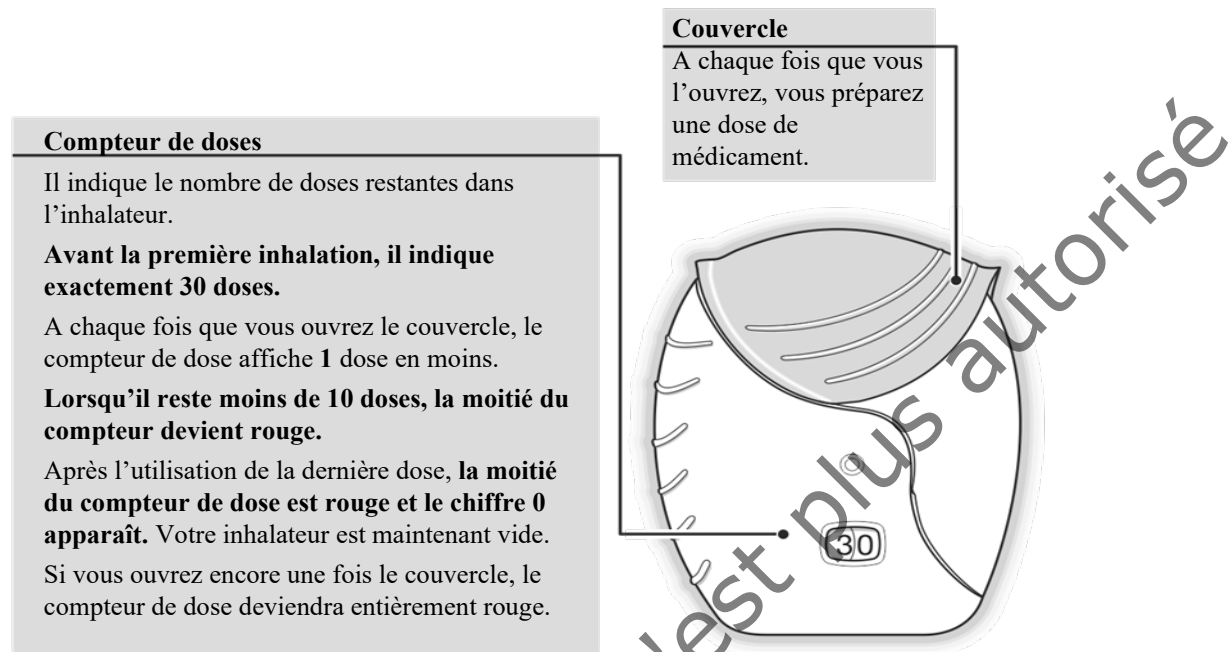 Couvercle
A chaque fois que vous
l’ouvrez, vous préparez
une dose de
médicament.
Compteur de doses
Il indique le nombre de doses restantes dans
l’inhalateur.
Avant la première inhalation, il indique
exactement 30 doses.
A chaque fois que vous ouvrez le couvercle, le
compteur de dose affiche 1 dose en moins.
Lorsqu’il reste moins de 10 doses, la moitié du
compteur devient rouge.
Après l’utilisation de la dernière dose, la moitié
du compteur de dose est rouge et le chiffre 0
apparaît. Votre inhalateur est maintenant vide.
Si vous ouvrez encore une fois le couvercle, le
compteur de dose deviendra entièrement rouge.
30
n'est plus autorisé